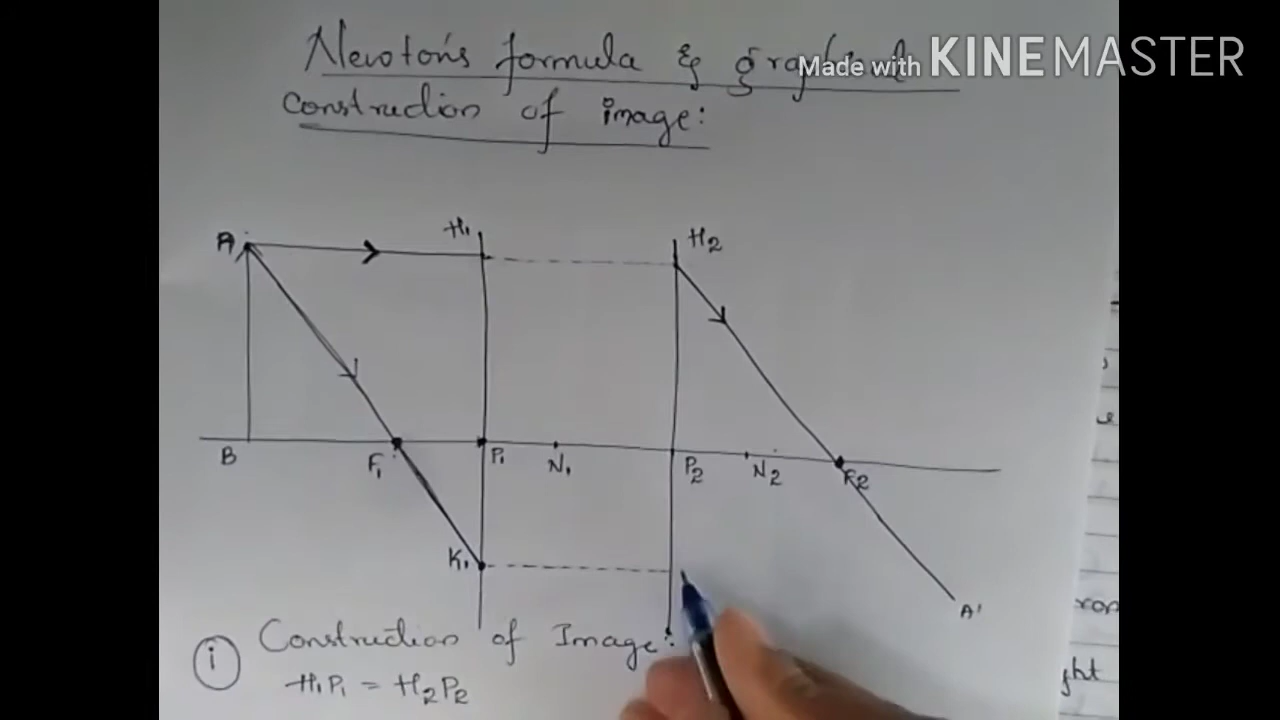 Newton's formula & graphical
Made with KINEMASTER
construction of image:
A
H₁
H₂
B
F₁
P₁
N₁
P₂
N₂
F₂
K₁
A'
i
Construction of Image:
H₁P₁ = H₂P₂
ght